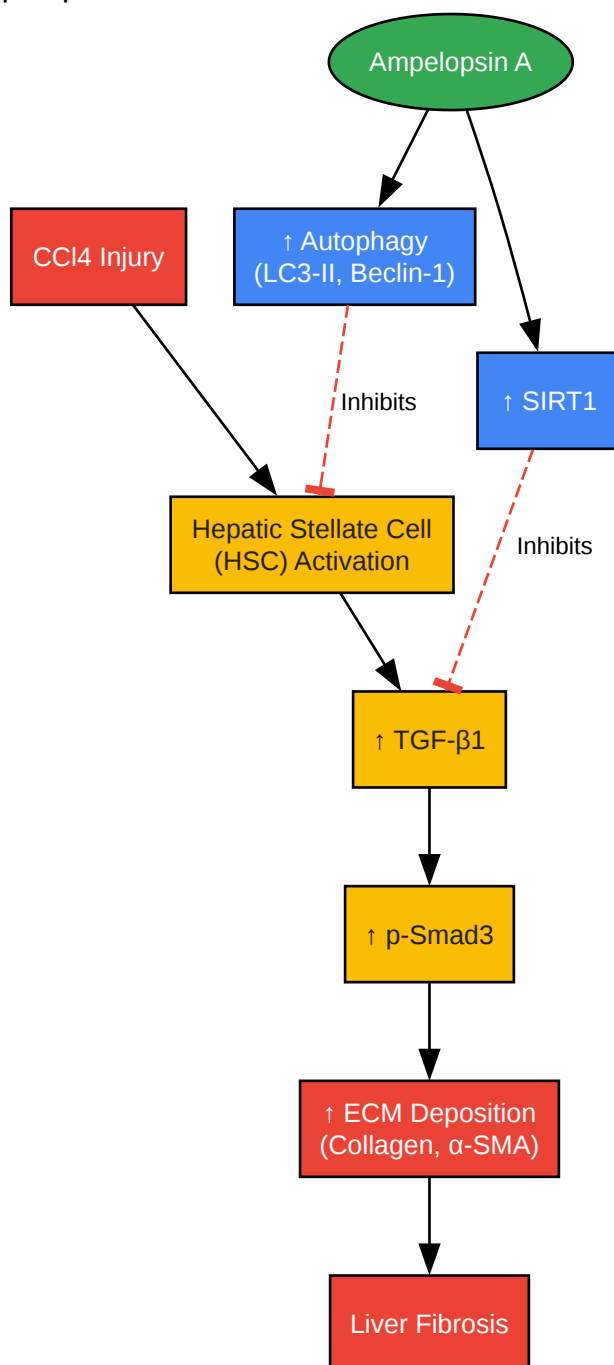 Ampelopsin A
CCl4 Injury
↑ Autophagy
(LC3-II, Beclin-1)
↑ SIRT1
Inhibits
Inhibits
Hepatic Stellate Cell
(HSC) Activation
↑ TGF-β1
↑ p-Smad3
↑ ECM Deposition
(Collagen, α-SMA)
Liver Fibrosis